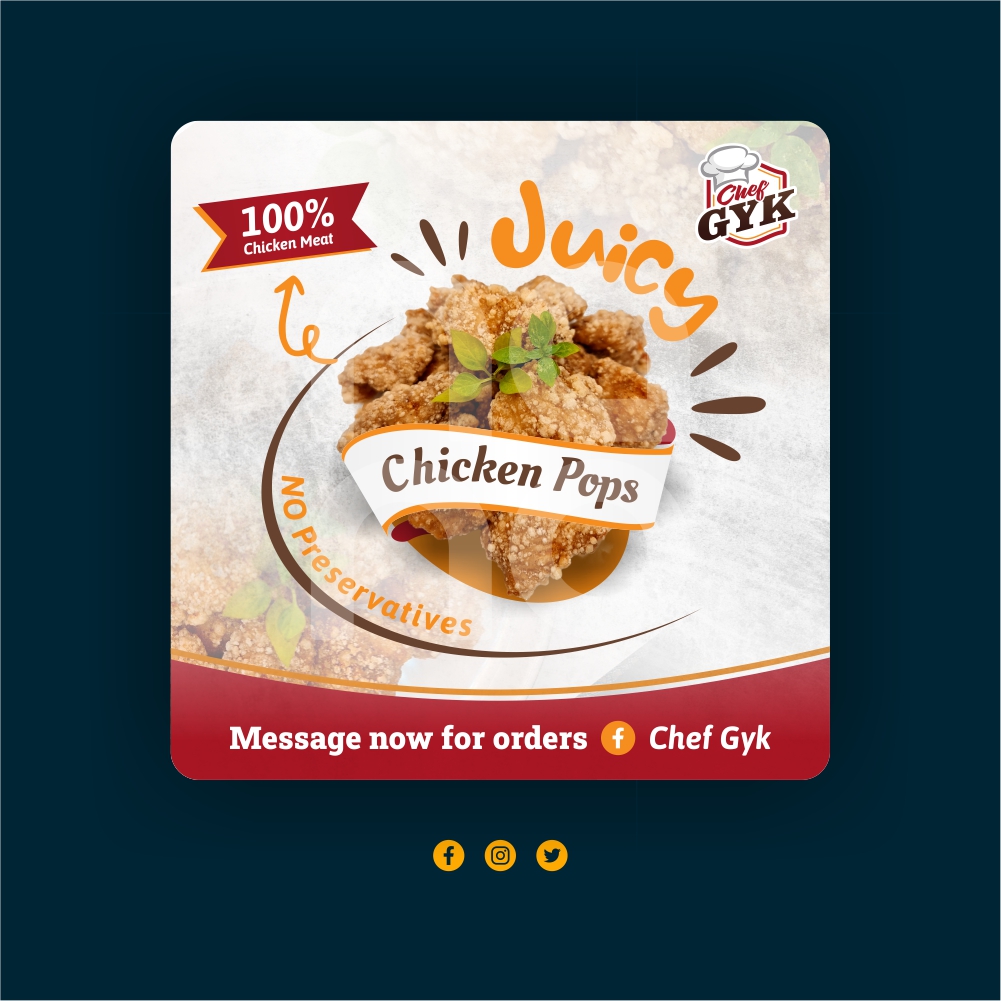 100%
Chicken Meat
Juicy
Chef
GYK
Chicken Pops
NO Preservatives
Message now for orders f Chef Gyk